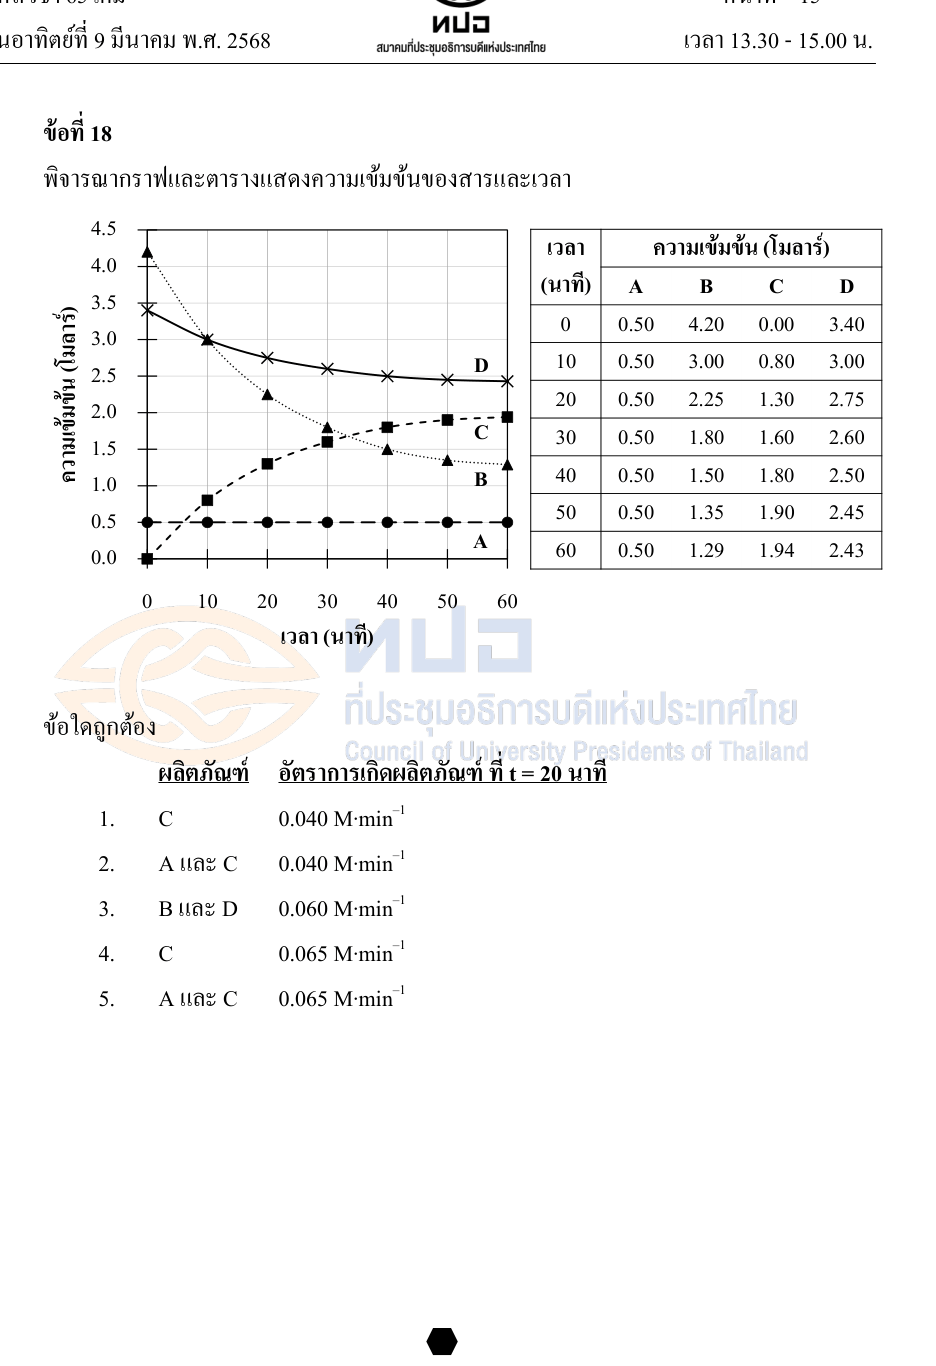 นอาทิตย์ที่ 9 มีนาคม พ.ศ. 2568
ทปอ
สมาคมที่ประชุมอธิการบดีแห่งประเทศไทย
เวลา 13.30 - 15.00 น.
ข้อที่ 18
พิจารณากราฟและตารางแสดงความเข้มข้นของสารและเวลา
ความเข้มข้น (โมลาร์)
4.5
4.0
3.5
3.0
2.5
2.0
1.5
1.0
0.5
0.0
D
C
B
A
0 10 20 30 40 50 60
เวลา (นาที)
เวลา ความเข้มข้น (โมลาร์)
(นาที) A B C D
0 0.50 4.20 0.00 3.40
10 0.50 3.00 0.80 3.00
20 0.50 2.25 1.30 2.75
30 0.50 1.80 1.60 2.60
40 0.50 1.50 1.80 2.50
50 0.50 1.35 1.90 2.45
60 0.50 1.29 1.94 2.43
ทปอ
ที่ประชุมอธิการบดีแห่งประเทศไทย
Council of University Presidents of Thailand
ข้อใดถูกต้อง
ผลิตภัณฑ์ อัตราการเกิดผลิตภัณฑ์ ที่ t = 20 นาที
1. C 0.040 M·min⁻¹
2. A และ C 0.040 M·min⁻¹
3. B และ D 0.060 M·min⁻¹
4. C 0.065 M·min⁻¹
5. A และ C 0.065 M·min⁻¹